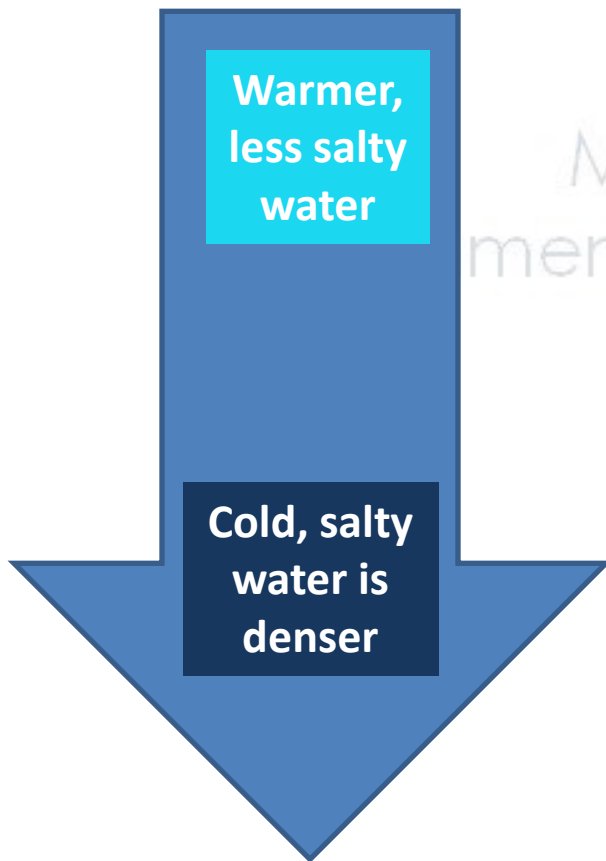 Warmer,
less salty
water
Cold, salty
water is
denser